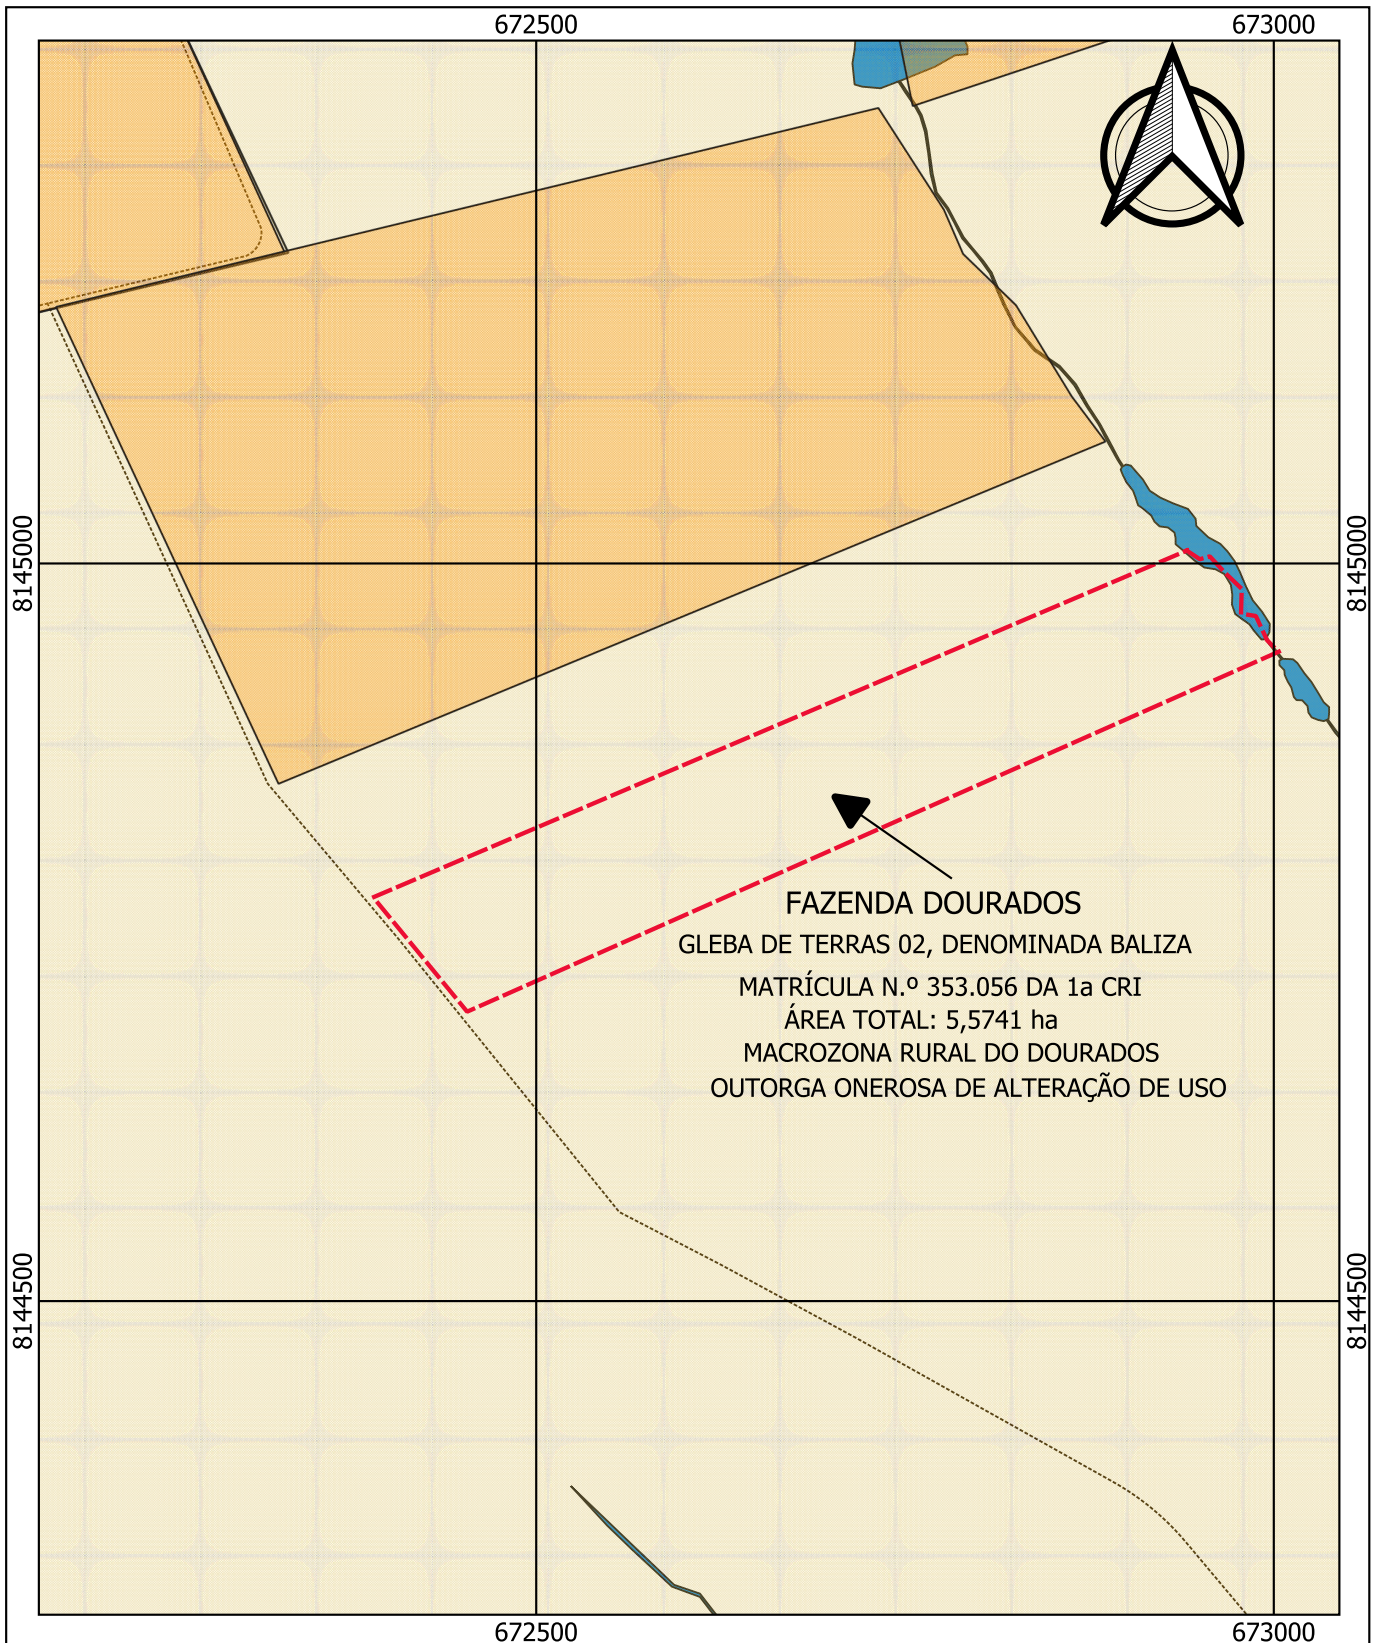 672500 673000
8145000 8145000
FAZENDA DOURADOS
GLEBA DE TERRAS 02, DENOMINADA BALIZA
MATRÍCULA N.º 353.056 DA 1a CRI
ÁREA TOTAL: 5,5741 ha
MACROZONA RURAL DO DOURADOS
OUTORGA ONEROSA DE ALTERAÇÃO DE USO
8144500 8144500
672500 673000